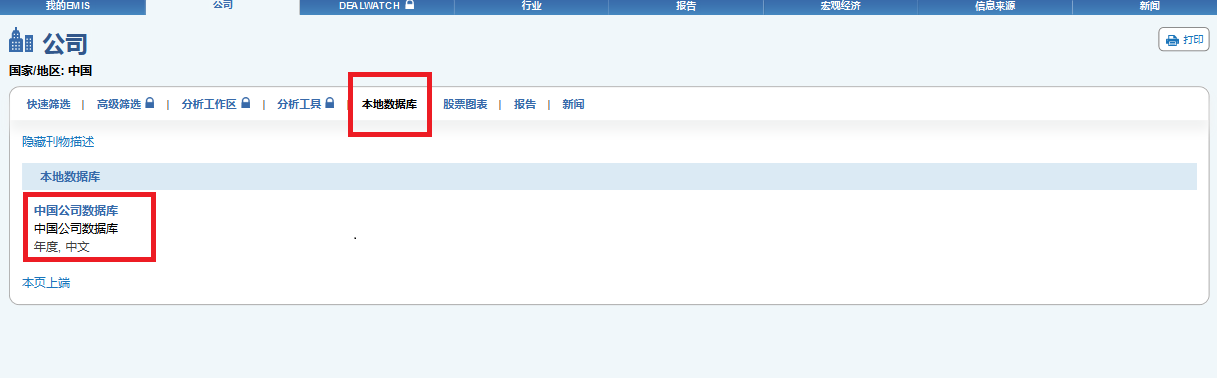 我的EMIS 公司 DEALWATCH 行业 报告 宏观经济 信息来源 新闻
公司
打印
国家/地区: 中国
快速筛选 | 高级筛选 | 分析工作区 | 分析工具 | 本地数据库 股票图表 | 报告 | 新闻
隐藏刊物描述
本地数据库
中国公司数据库
中国公司数据库
年度, 中文
本页上端